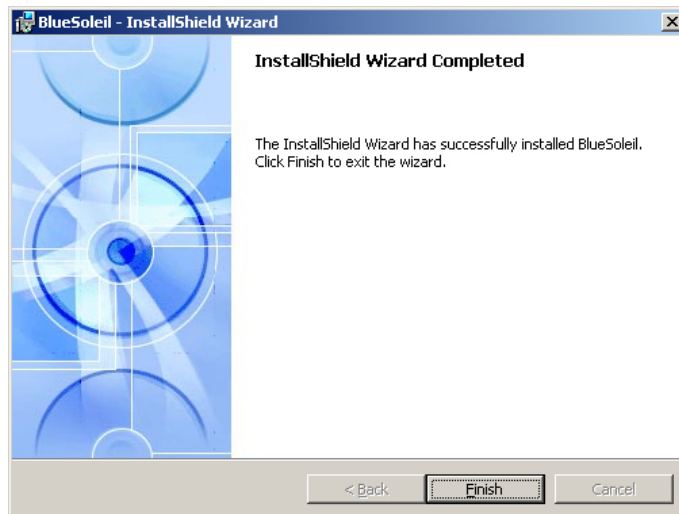 BlueSoleil - InstallShield Wizard
InstallShield Wizard Completed
The InstallShield Wizard has successfully installed BlueSoleil.
Click Finish to exit the wizard.
< Back
Finish
Cancel